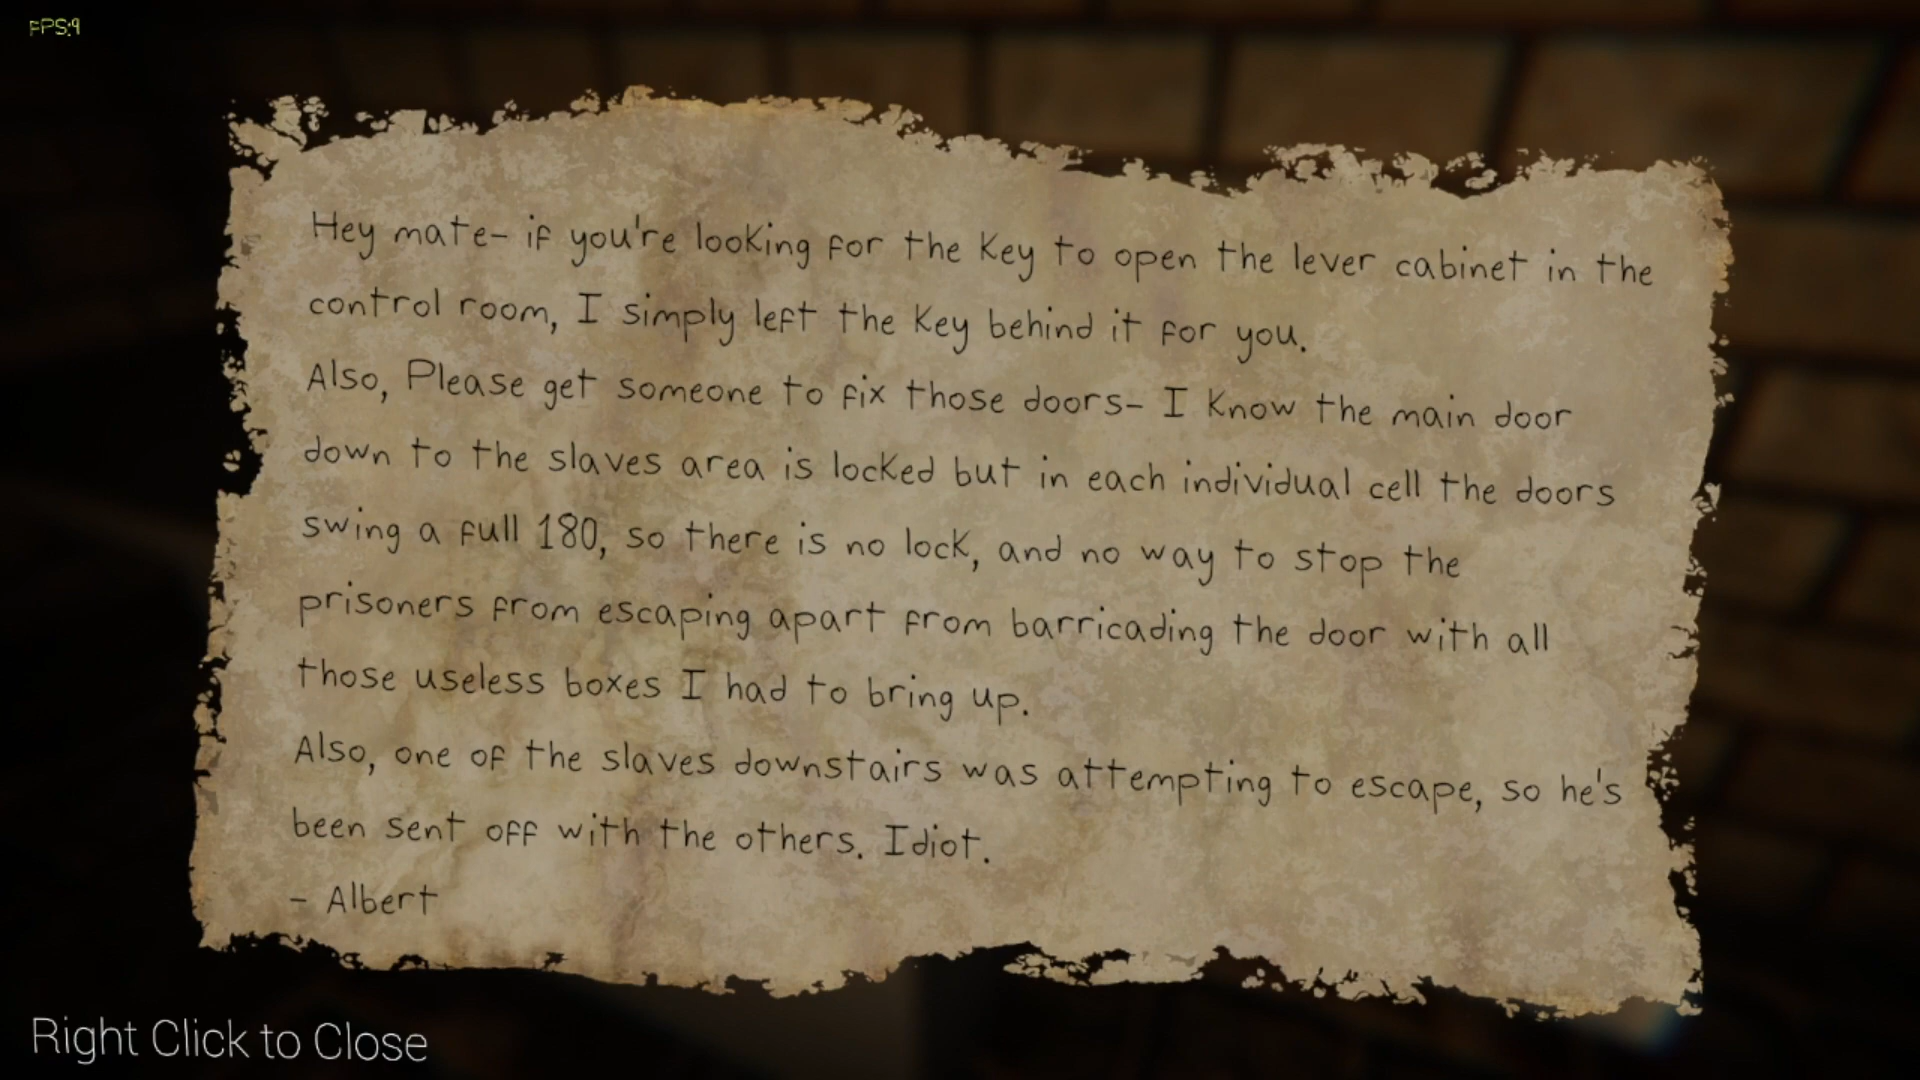 FPS:9
Hey mate- if you're looking for the key to open the lever cabinet in the
control room, I simply left the key behind it for you.
Also, Please get someone to fix those doors- I know the main door
down to the slaves area is locked but in each individual cell the doors
swing a full 180, so there is no lock, and no way to stop the
prisoners from escaping apart from barricading the door with all
those useless boxes I had to bring up.
Also, one of the slaves downstairs was attempting to escape, so he's
been sent off with the others. Idiot.
- Albert
Right Click to Close